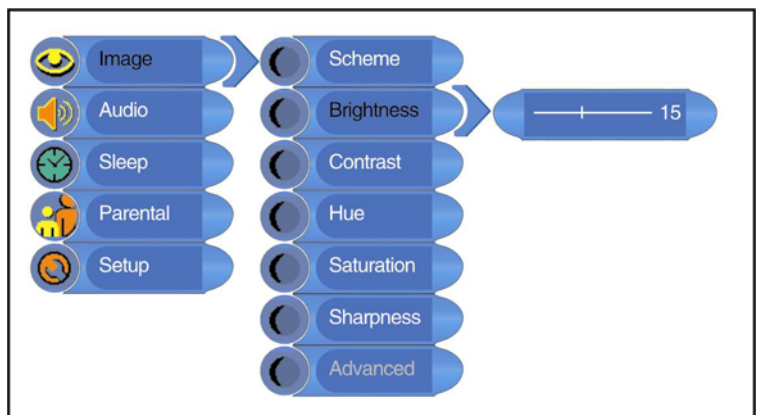 Image
Audio
Sleep
Parental
Setup
Scheme
Brightness
Contrast
Hue
Saturation
Sharpness
Advanced
15